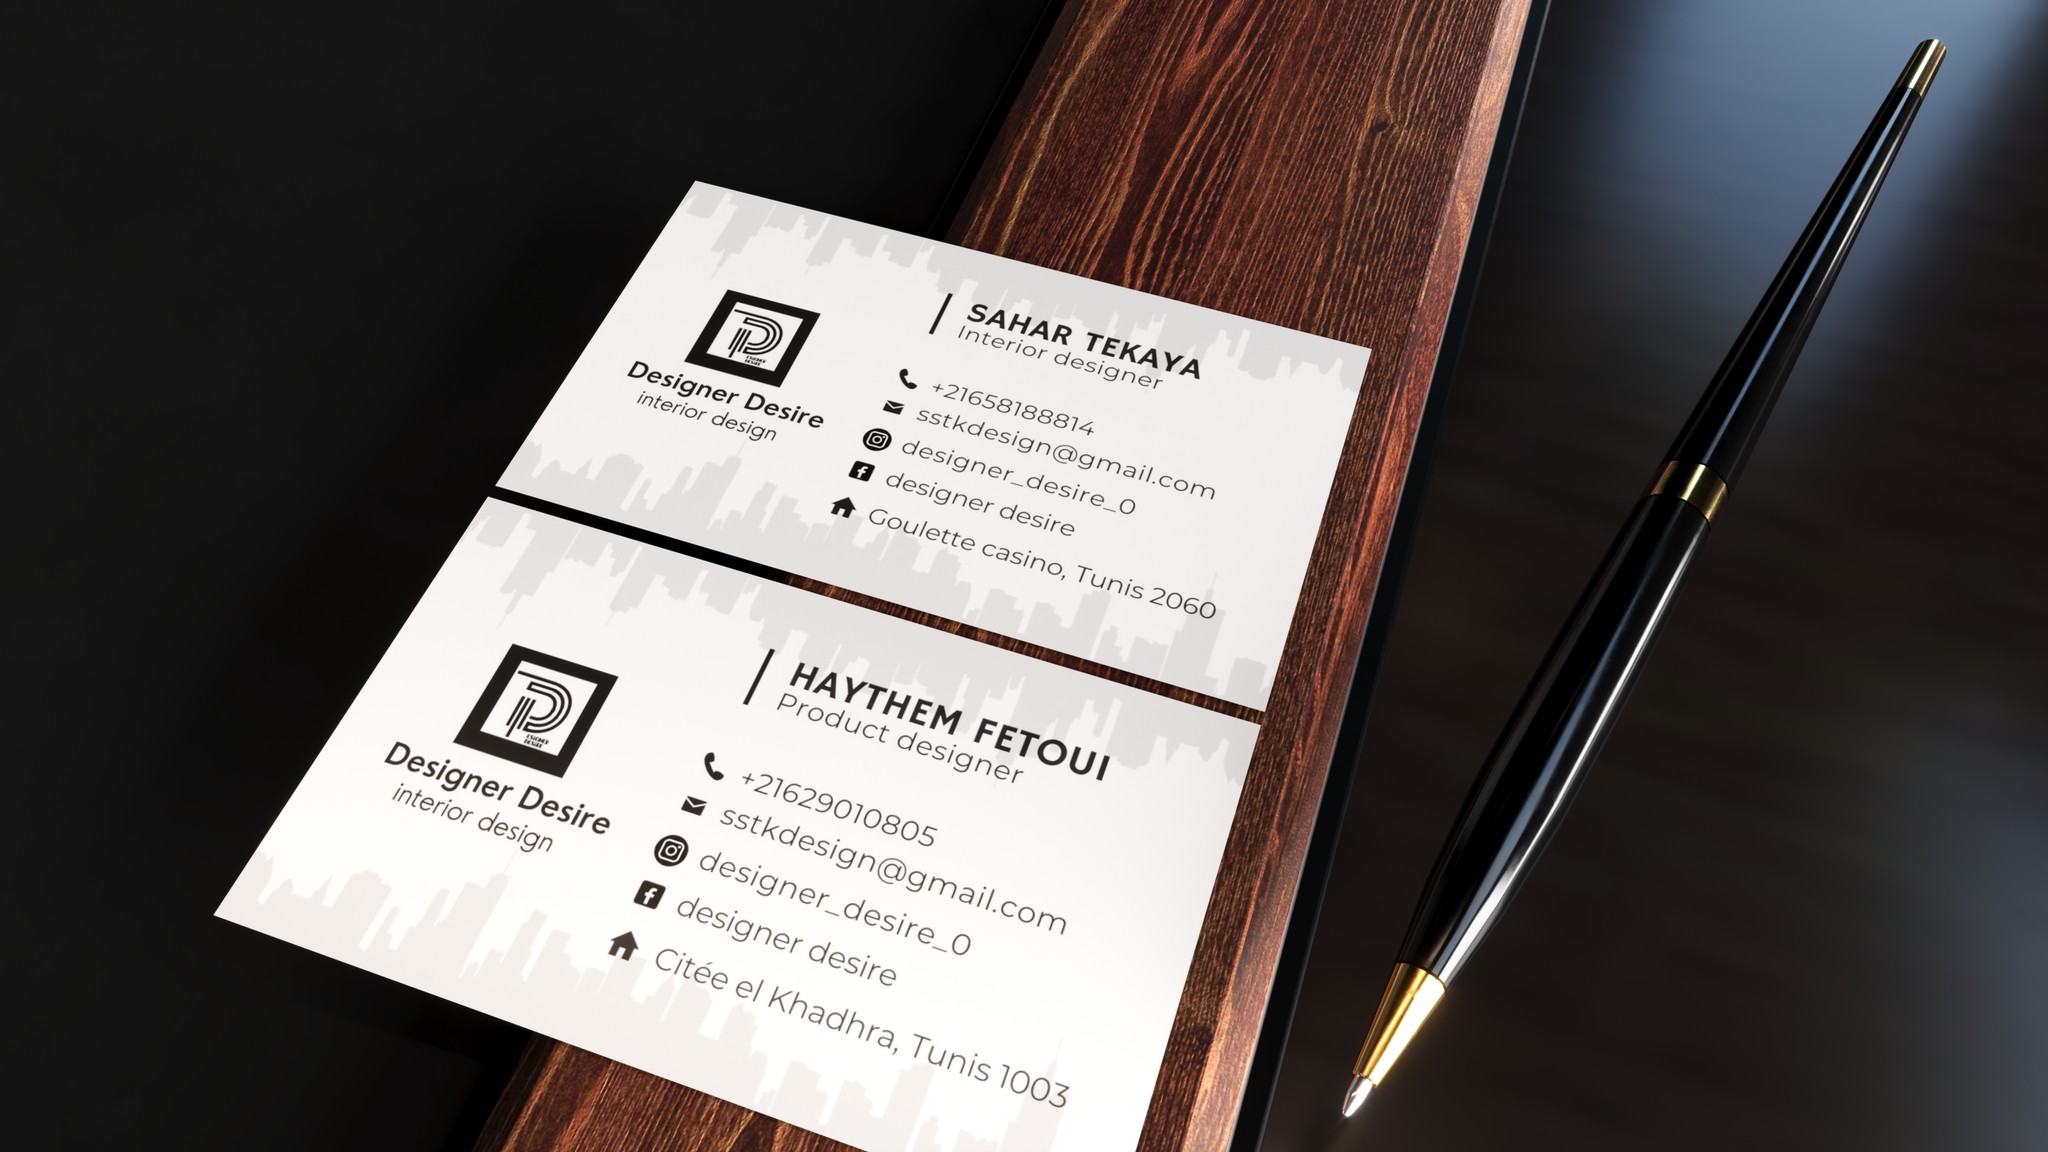 Designer Desire
interior design
SAHAR TEKAYA
Interior designer
+21658188814
sstkdesign@gmail.com
designer_desire_0
designer desire
Goulette casino, Tunis 2060
Designer Desire
interior design
HAYTHEM FETOUI
Product designer
+21629010805
sstkdesign@gmail.com
designer_desire_0
designer desire
Citée el Khadhra, Tunis 1003